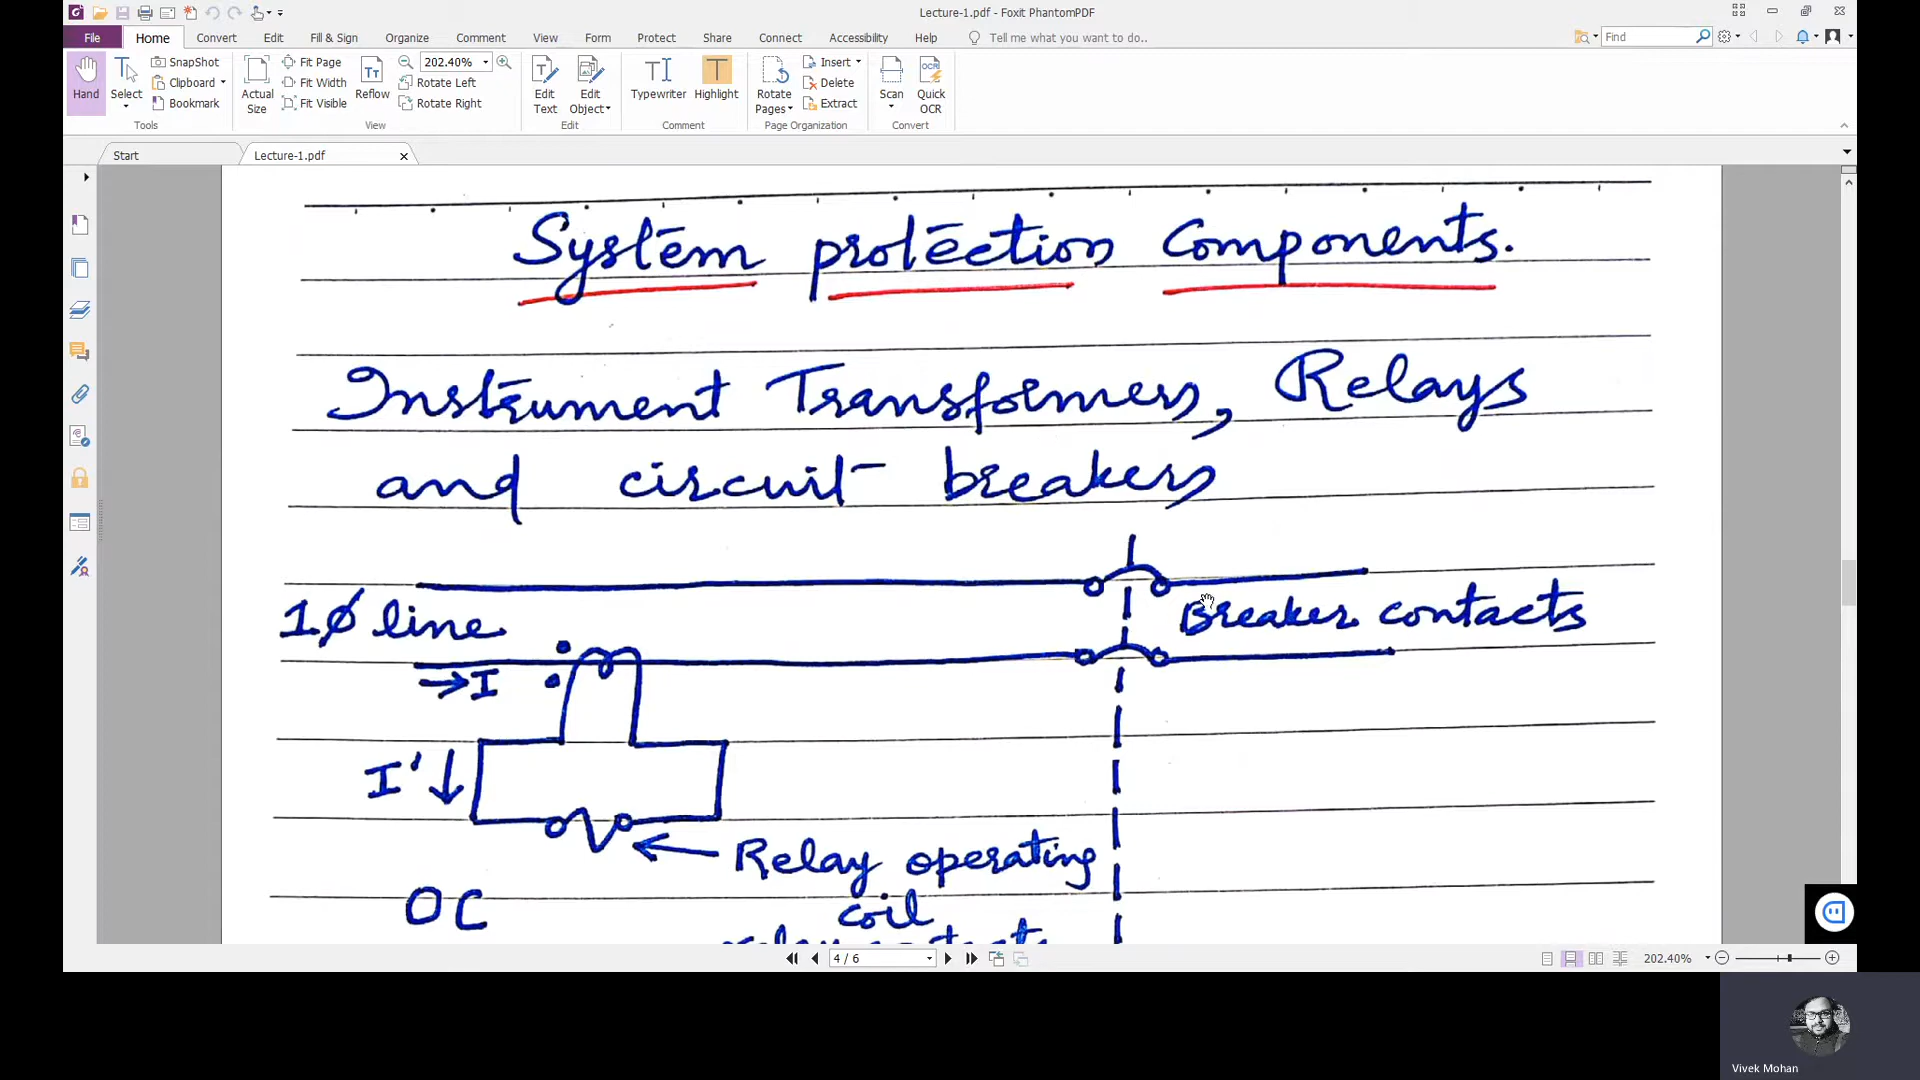 Lecture-1.pdf - Foxit PhantomPDF
File Home Convert Edit Fill & Sign Organize Comment View Form Protect Share Connect Accessibility Help Tell me what you want to do.. Find
Hand Select SnapShot Clipboard Bookmark
Actual Size Fit Page Fit Width Fit Visible Reflow 202.40% Rotate Left Rotate Right
Edit Text Edit Object Typewriter Highlight Rotate Pages Insert Delete Extract Scan Quick OCR
Tools View Edit Comment Page Organization Convert
Start Lecture-1.pdf
System protection Components.
Instrument Transformers, Relays
and circuit breakers
1Ø line
Breaker contacts
→I
I' ↓
Relay operating
coil
OC
relay contacts
4 / 6 202.40%
Vivek Mohan